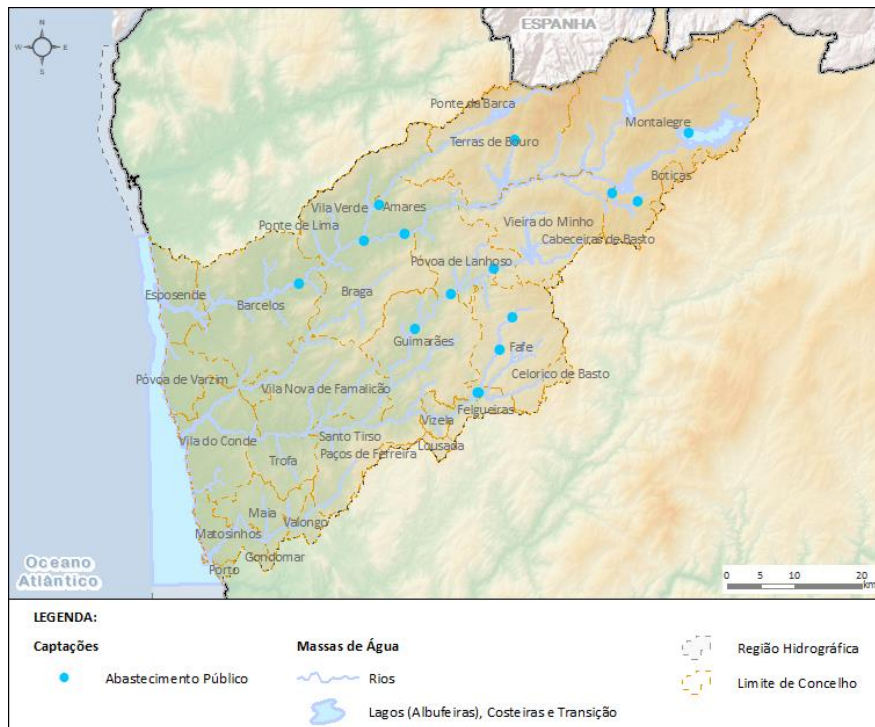 N
W E
S
ESPANHA
Ponte da Barca
Montalegre
Terras de Bouro
Boticas
Vila Verde
Amares
Ponte de Lima
Vieira do Minho
Cabeceiras de Basto
Póvoa de Lanhoso
Esposende
Barcelos
Braga
Guimarães
Fafe
Póvoa de Varzim
Vila Nova de Famalicão
Celorico de Basto
Felgueiras
Vizela
Vila do Conde
Santo Tirso
Lousada
Paços de Ferreira
Trofa
Maia
Valongo
Matosinhos
Gondomar
Porto
Oceano
Atlântico
0 5 10 20
km
LEGENDA:
Captações
Abastecimento Público
Massas de Água
Rios
Lagos (Albufeiras), Costeiras e Transição
Região Hidrográfica
Limite de Concelho